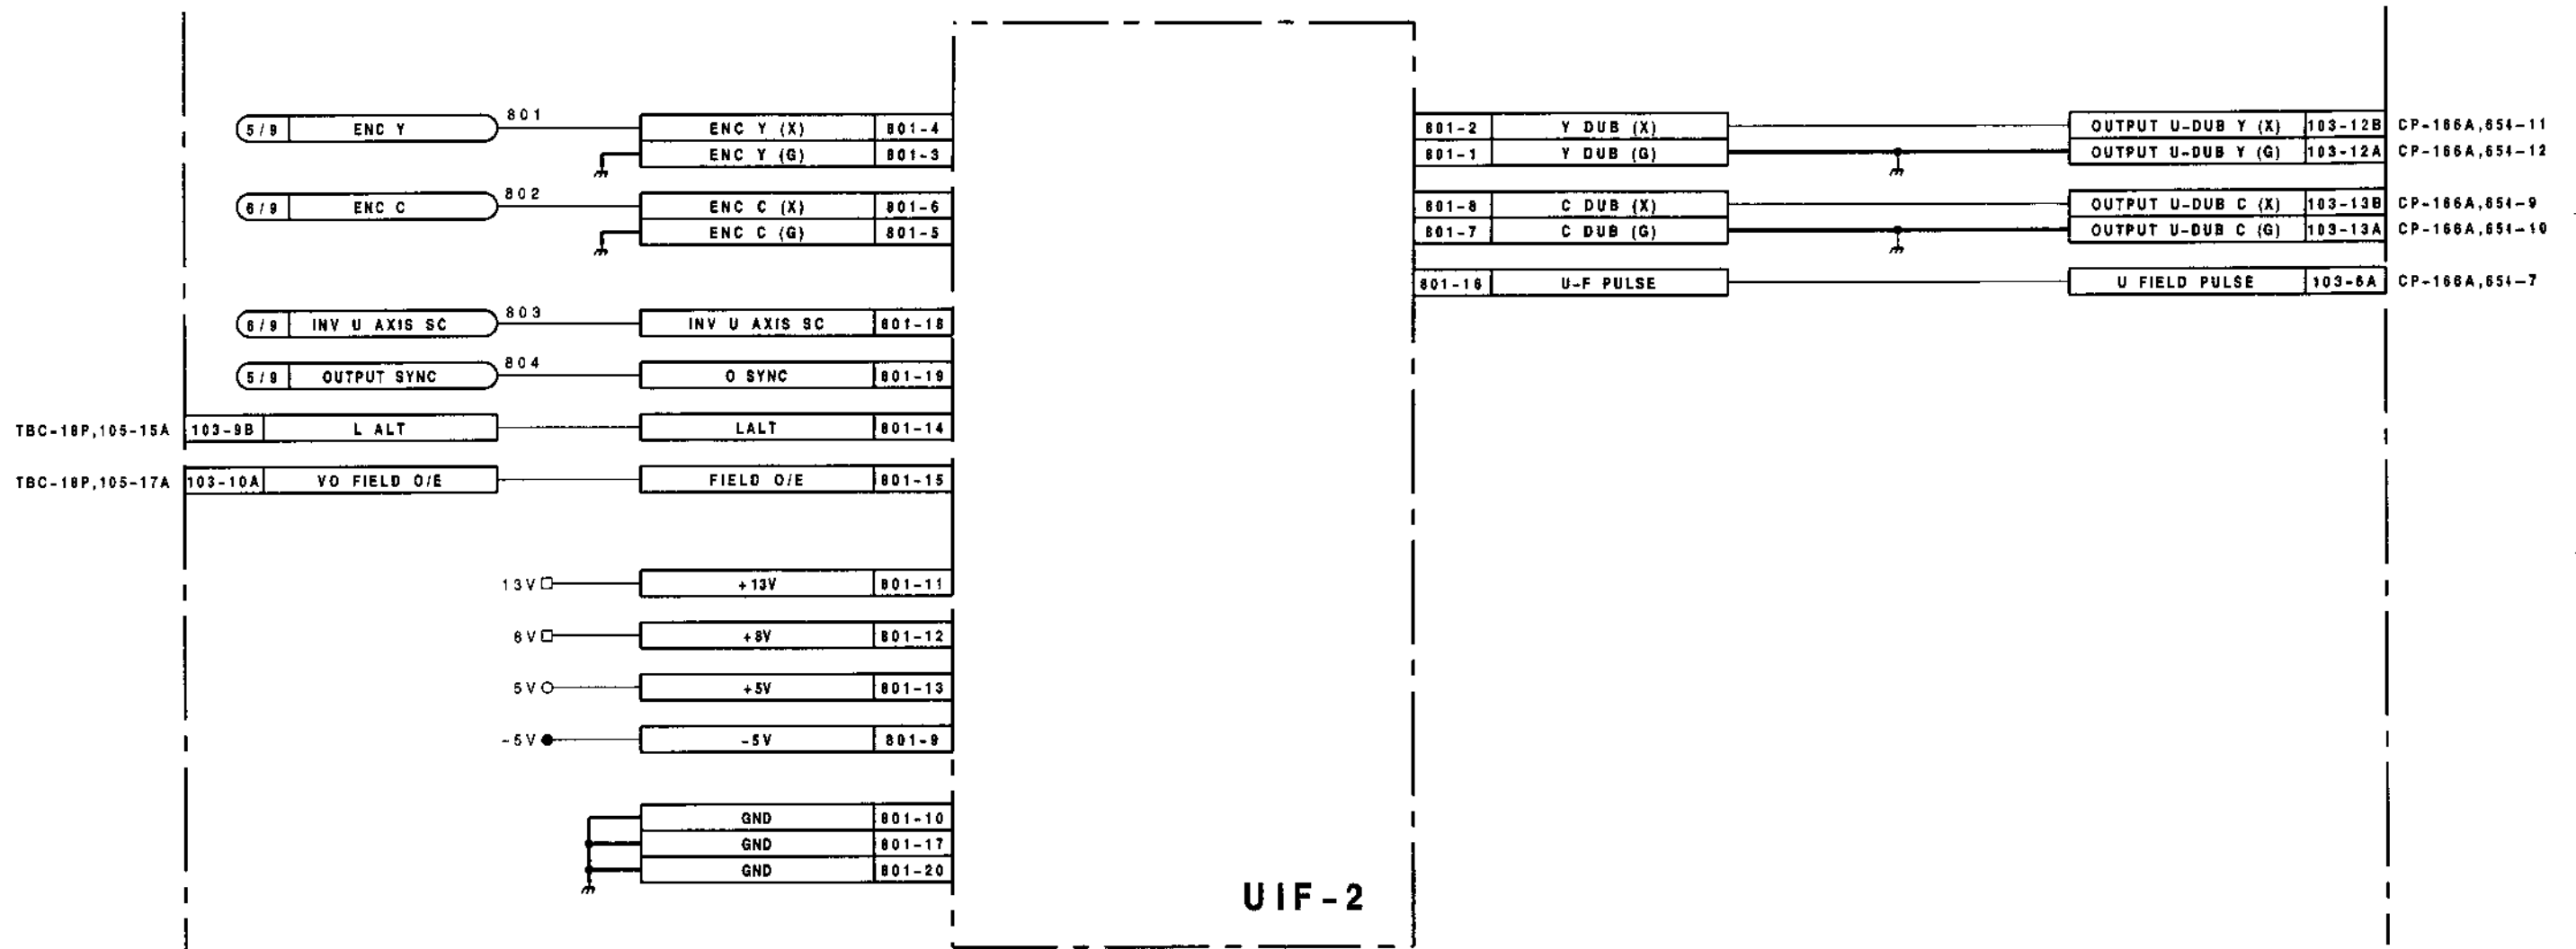 5/9 ENC Y 801 ENC Y (X) 801-4 801-2 Y DUB (X) OUTPUT U-DUB Y (X) 103-12B CP-166A,654-11
ENC Y (G) 801-3 801-1 Y DUB (G) OUTPUT U-DUB Y (G) 103-12A CP-166A,654-12
6/9 ENC C 802 ENC C (X) 801-6 801-8 C DUB (X) OUTPUT U-DUB C (X) 103-13B CP-166A,654-9
ENC C (G) 801-5 801-7 C DUB (G) OUTPUT U-DUB C (G) 103-13A CP-166A,654-10
801-16 U-F PULSE U FIELD PULSE 103-6A CP-166A,654-7
6/9 INV U AXIS SC 803 INV U AXIS SC 801-18
5/9 OUTPUT SYNC 804 O SYNC 801-19
TBC-18P,105-15A 103-9B L ALT LALT 801-14
TBC-18P,105-17A 103-10A VO FIELD O/E FIELD O/E 801-15
13V +13V 801-11
8V +8V 801-12
5V +5V 801-13
-5V -5V 801-9
GND 801-10
GND 801-17
GND 801-20
UIF-2